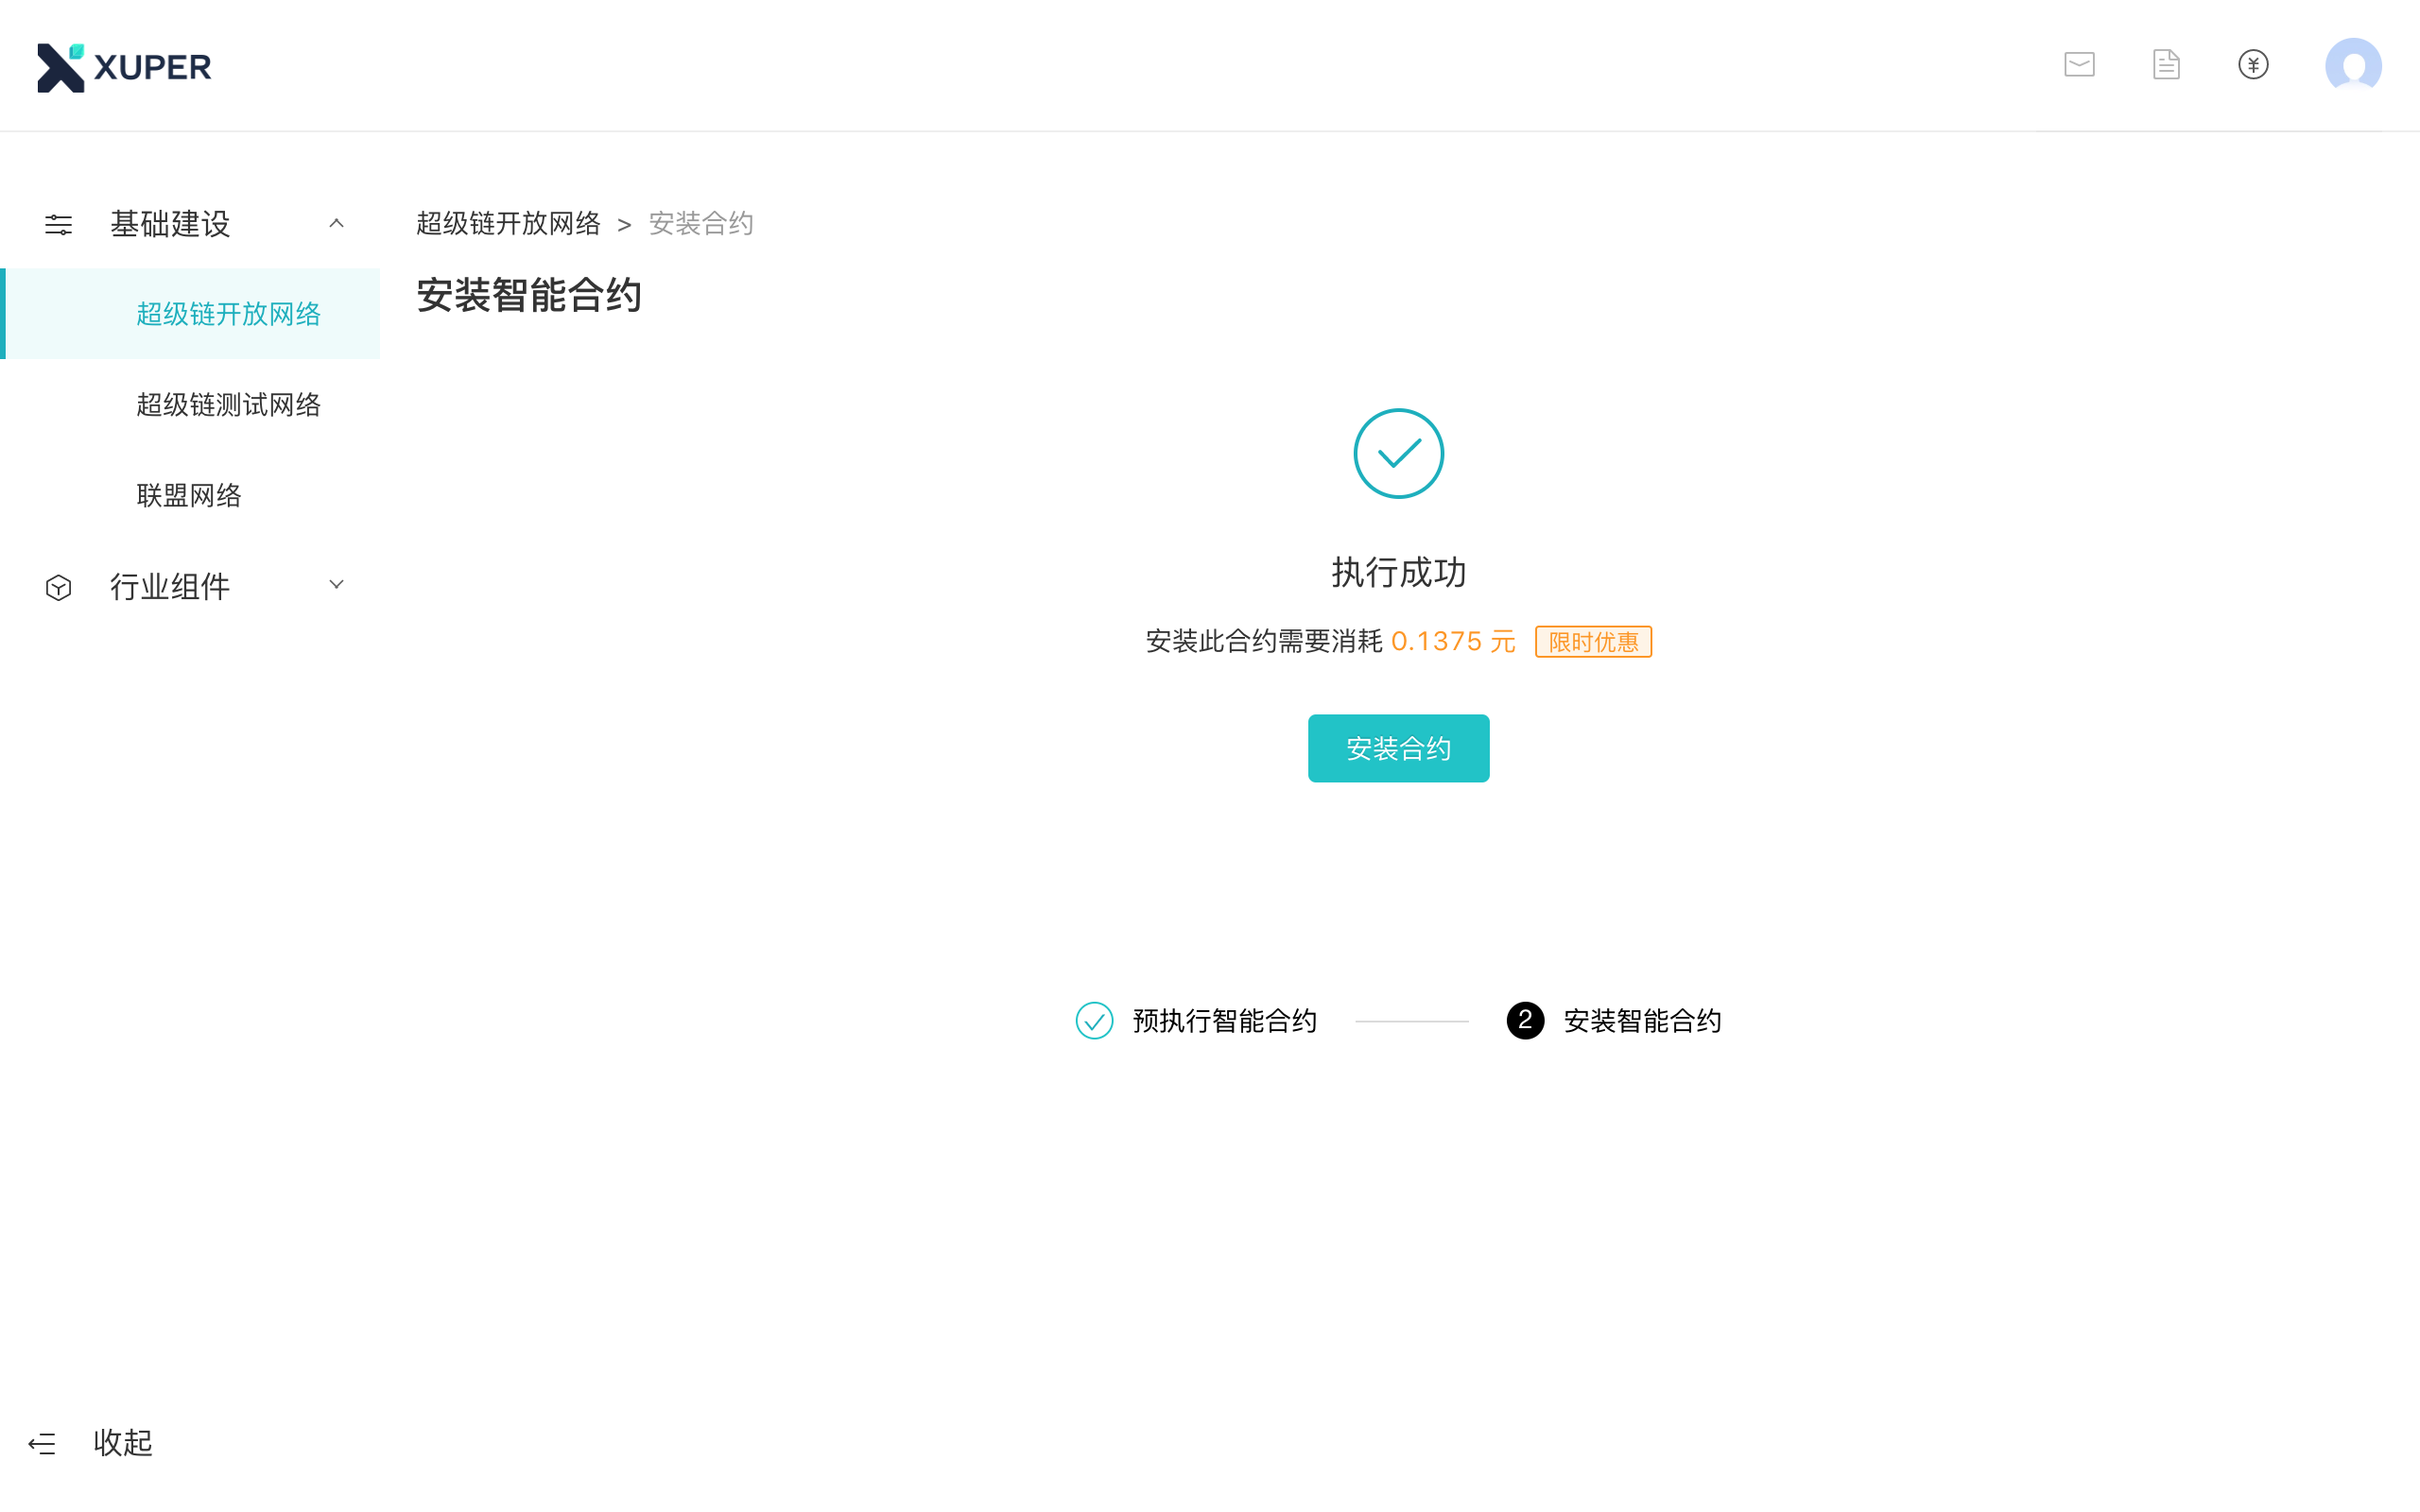 XUPER
基础建设
超级链开放网络
超级链测试网络
联盟网络
行业组件
收起
超级链开放网络 > 安装合约
安装智能合约
执行成功
安装此合约需要消耗 0.1375 元 限时优惠
安装合约
预执行智能合约 2 安装智能合约